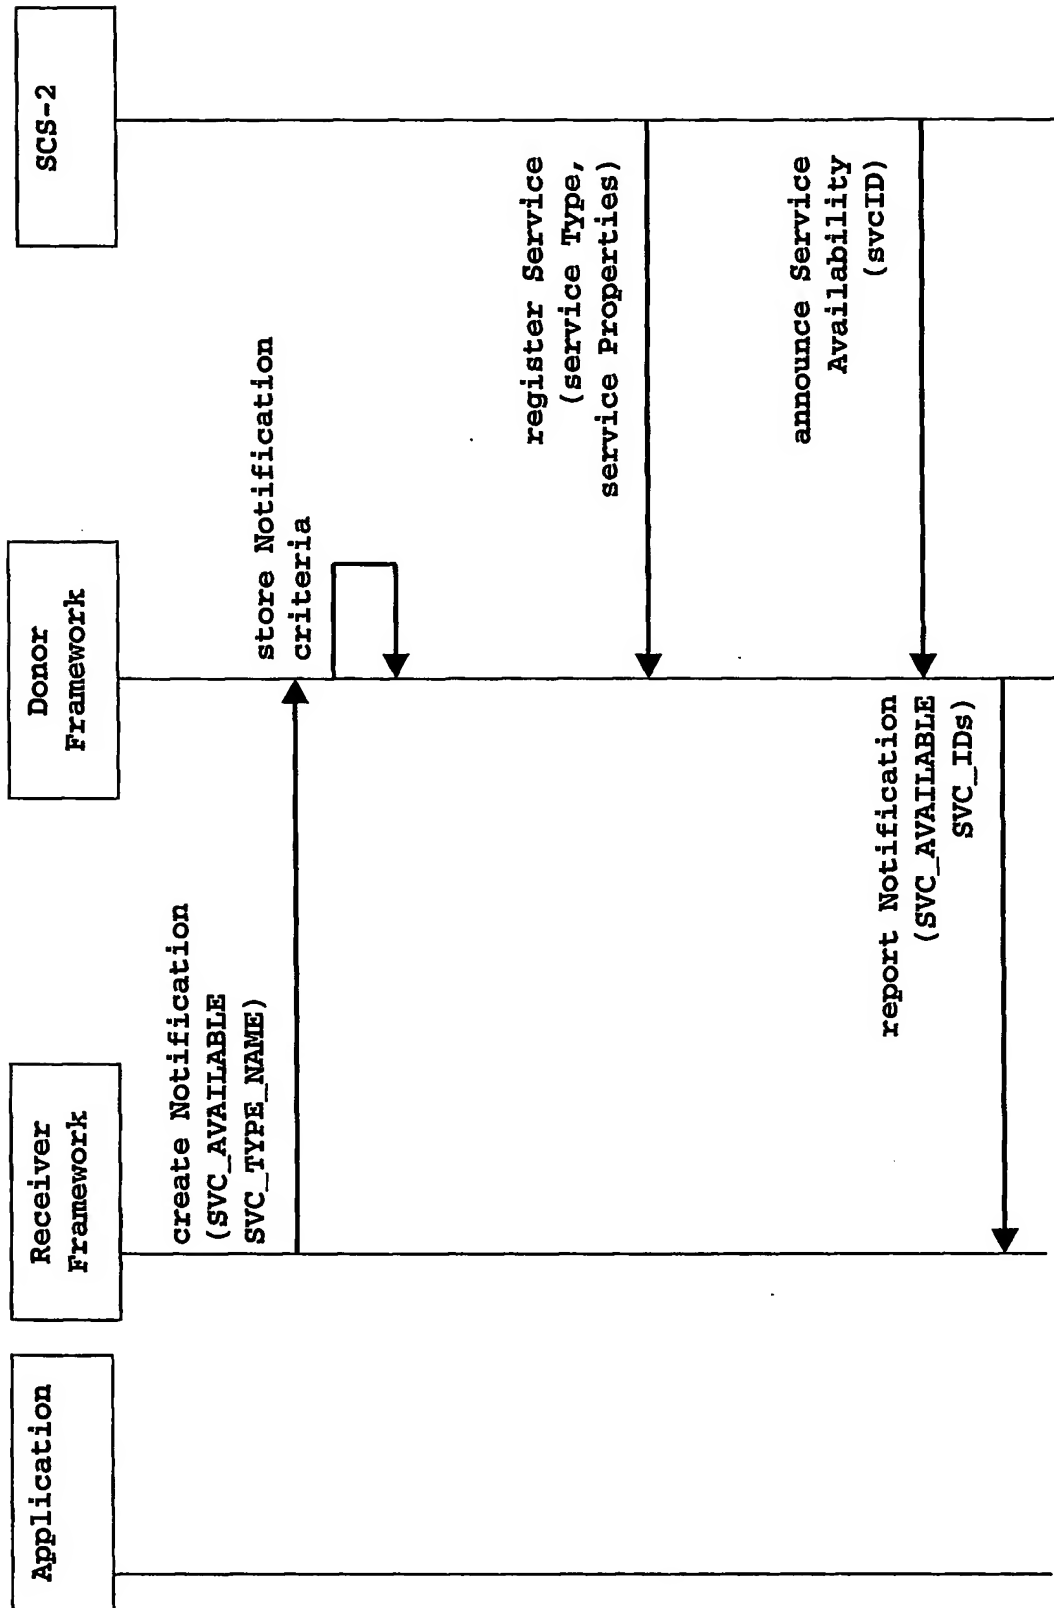 Application
Receiver
Framework
Donor
Framework
SCS-2
create Notification
(SVC_AVAILABLE
SVC_TYPE_NAME)
store Notification
criteria
register Service
(service Type,
service Properties)
announce Service
Availability
(svcID)
report Notification
(SVC_AVAILABLE
SVC_IDs)